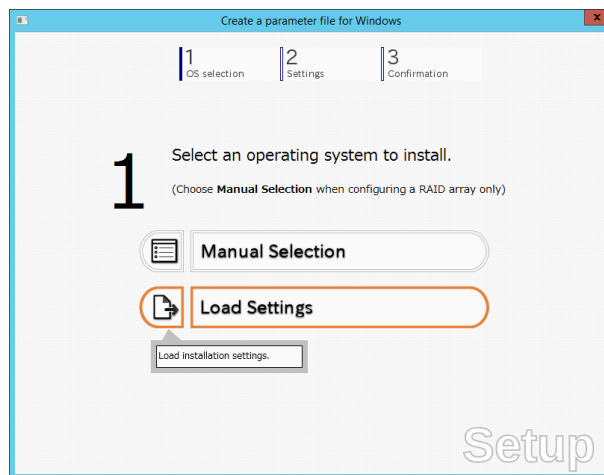 Create a parameter file for Windows
x
1
OS selection
2
Settings
3
Confirmation
1
Select an operating system to install.
(Choose Manual Selection when configuring a RAID array only)
Manual Selection
Load Settings
Load installation settings.
Setup